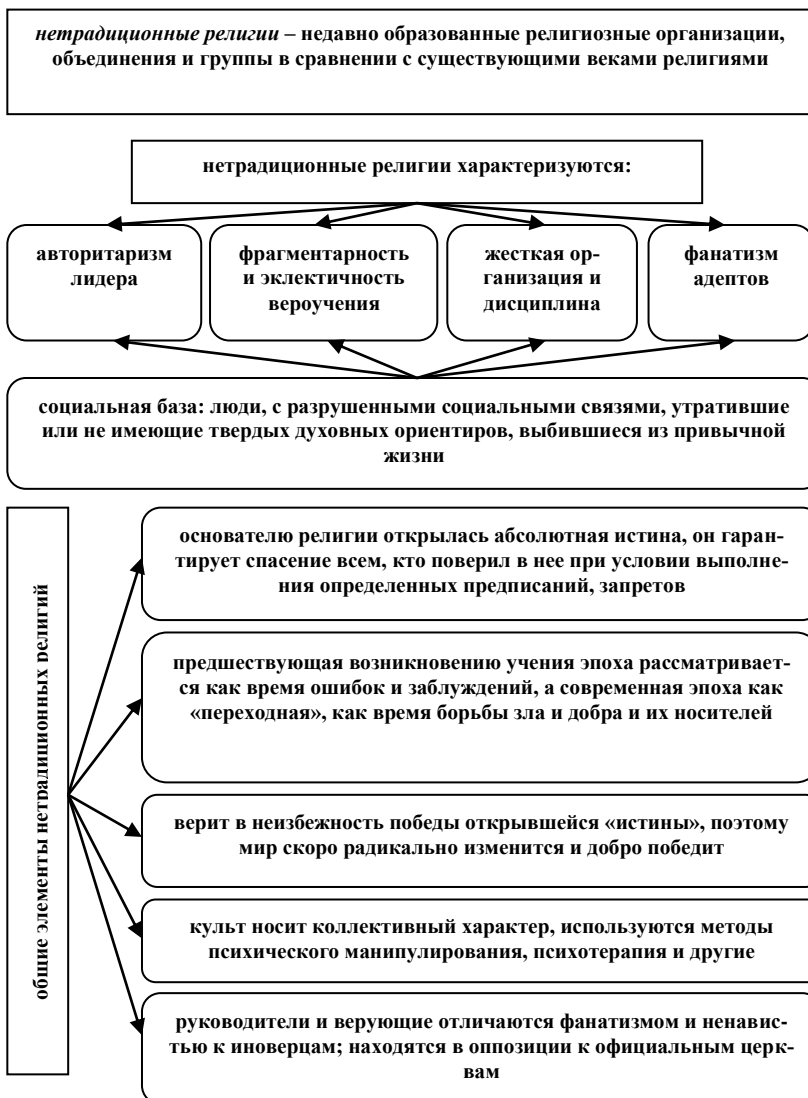 нетрадиционные религии – недавно образованные религиозные организации,
объединения и группы в сравнении с существующими веками религиями
нетрадиционные религии характеризуются:
авторитаризм
лидера
фрагментарность
и эклектичность
вероучения
жесткая ор-
ганизация и
дисциплина
фанатизм
адептов
социальная база: люди, с разрушенными социальными связями, утратившие
или не имеющие твердых духовных ориентиров, выбившиеся из привычной
жизни
общие элементы нетрадиционных религий
основателю религии открылась абсолютная истина, он гаран-
тирует спасение всем, кто поверил в нее при условии выполне-
ния определенных предписаний, запретов
предшествующая возникновению учения эпоха рассматривает-
ся как время ошибок и заблуждений, а современная эпоха как
«переходная», как время борьбы зла и добра и их носителей
верит в неизбежность победы открывшейся «истины», поэтому
мир скоро радикально изменится и добро победит
культ носит коллективный характер, используются методы
психического манипулирования, психотерапия и другие
руководители и верующие отличаются фанатизмом и ненавис-
тью к иноверцам; находятся в оппозиции к официальным церк-
вам